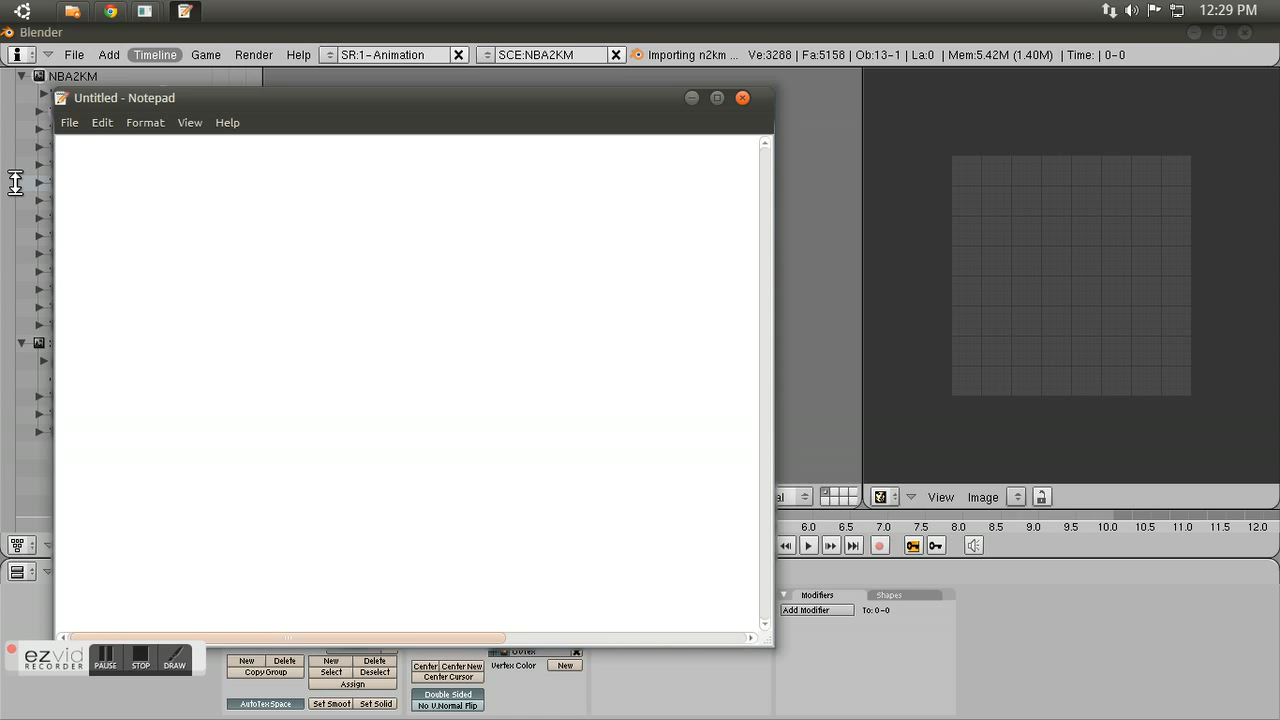 12:29 PM
Blender
File Add Timeline Game Render Help SR:1-Animation SCE:NBA2KM Importing n2km ... Ve:3288 | Fa:5158 | Ob:13-1 | La:0 | Mem:5.42M (1.40M) | Time: | 0-0
NBA2KM
Untitled - Notepad
File Edit Format View Help
View Image
6.0 6.5 7.0 7.5 8.0 8.5 9.0 9.5 10.0 10.5 11.0 11.5 12.0
Modifiers Shapes
Add Modifier To: 0-0
ezvid
RECORDER
PAUSE STOP DRAW
New Delete New Delete Center Center New Vertex Color New
Copy Group Select Deselect Center Cursor
Assign
Double Sided
AutoTexSpace Set Smoot Set Solid No V.Normal Flip